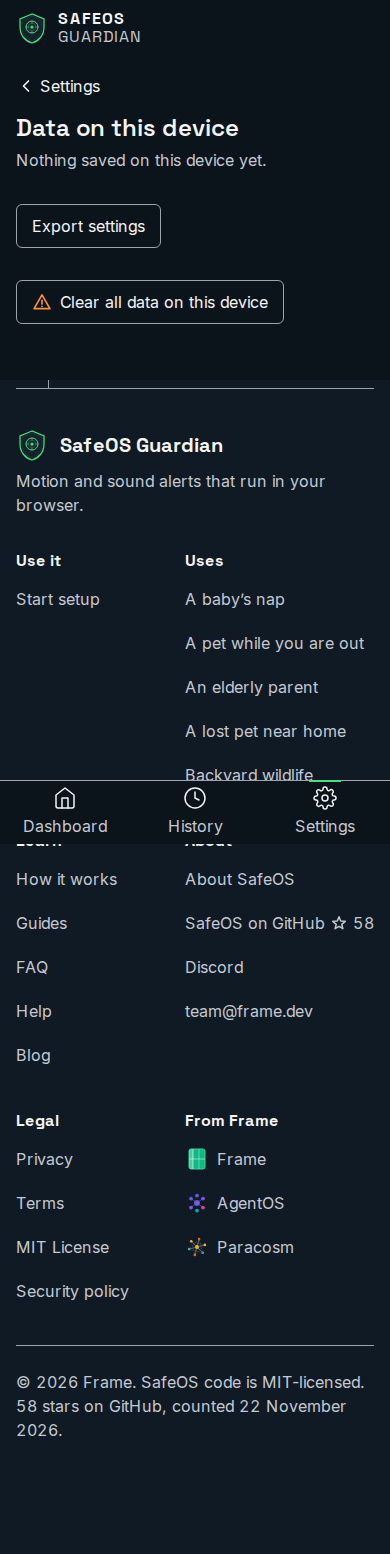 SAFEOS
GUARDIAN
Settings
Data on this device
Nothing saved on this device yet.
Export settings
Clear all data on this device
SafeOS Guardian
Motion and sound alerts that run in your
browser.
Use it
Start setup
Uses
A baby’s nap
A pet while you are out
An elderly parent
A lost pet near home
Backyard wildlife
Dashboard
History
Settings
Learn
How it works
Guides
FAQ
Help
Blog
About
About SafeOS
SafeOS on GitHub ☆ 58
Discord
team@frame.dev
Legal
Privacy
Terms
MIT License
Security policy
From Frame
Frame
AgentOS
Paracosm
© 2026 Frame. SafeOS code is MIT-licensed.
58 stars on GitHub, counted 22 November
2026.